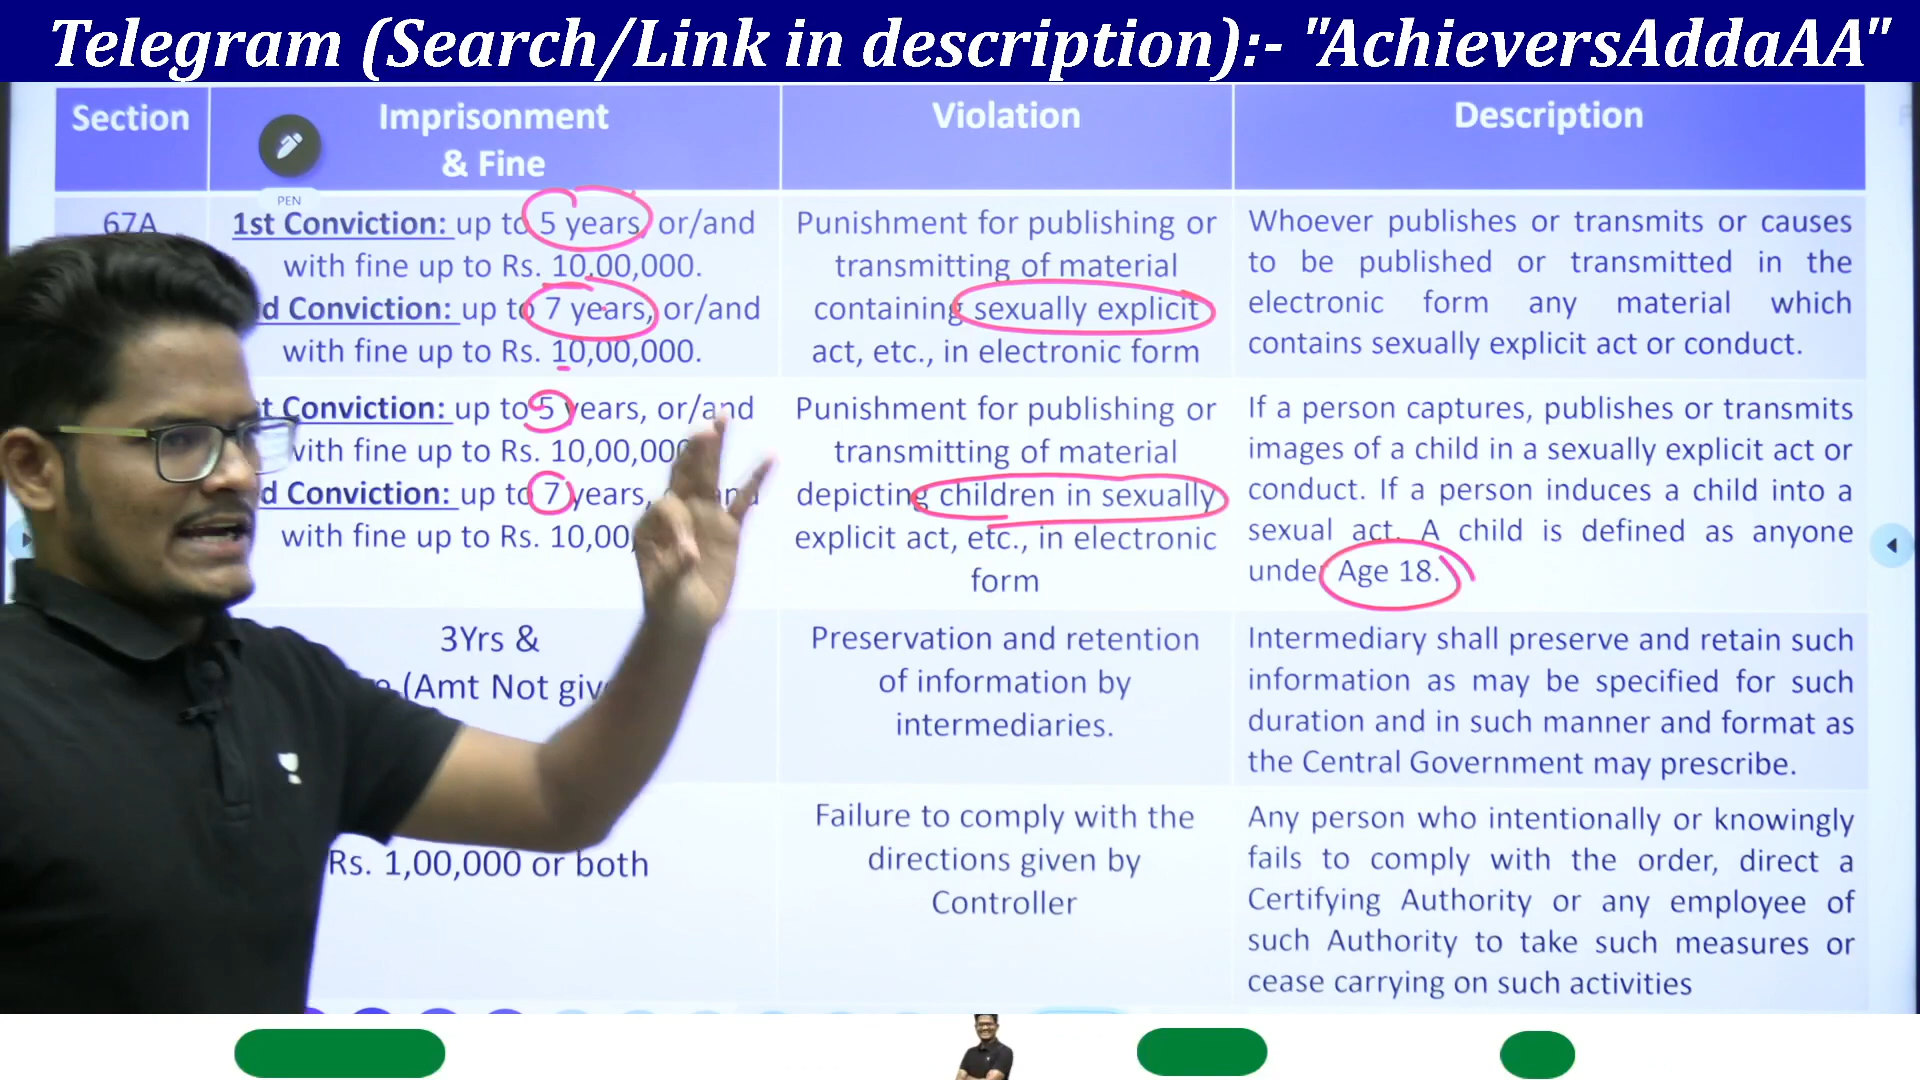 Telegram (Search/Link in description):- "AchieversAddaAA"
Section
Imprisonment
& Fine
Violation
Description
PEN
67A
1st Conviction: up to 5 years, or/and
with fine up to Rs. 10,00,000.
d Conviction: up to 7 years, or/and
with fine up to Rs. 10,00,000.
Punishment for publishing or
transmitting of material
containing sexually explicit
act, etc., in electronic form
Whoever publishes or transmits or causes
to be published or transmitted in the
electronic form any material which
contains sexually explicit act or conduct.
t Conviction: up to 5 years, or/and
with fine up to Rs. 10,00,000
d Conviction: up to 7 years,
with fine up to Rs. 10,00,
Punishment for publishing or
transmitting of material
depicting children in sexually
explicit act, etc., in electronic
form
If a person captures, publishes or transmits
images of a child in a sexually explicit act or
conduct. If a person induces a child into a
sexual act. A child is defined as anyone
under Age 18.
3Yrs &
(Amt Not giv
Preservation and retention
of information by
intermediaries.
Intermediary shall preserve and retain such
information as may be specified for such
duration and in such manner and format as
the Central Government may prescribe.
Rs. 1,00,000 or both
Failure to comply with the
directions given by
Controller
Any person who intentionally or knowingly
fails to comply with the order, direct a
Certifying Authority or any employee of
such Authority to take such measures or
cease carrying on such activities